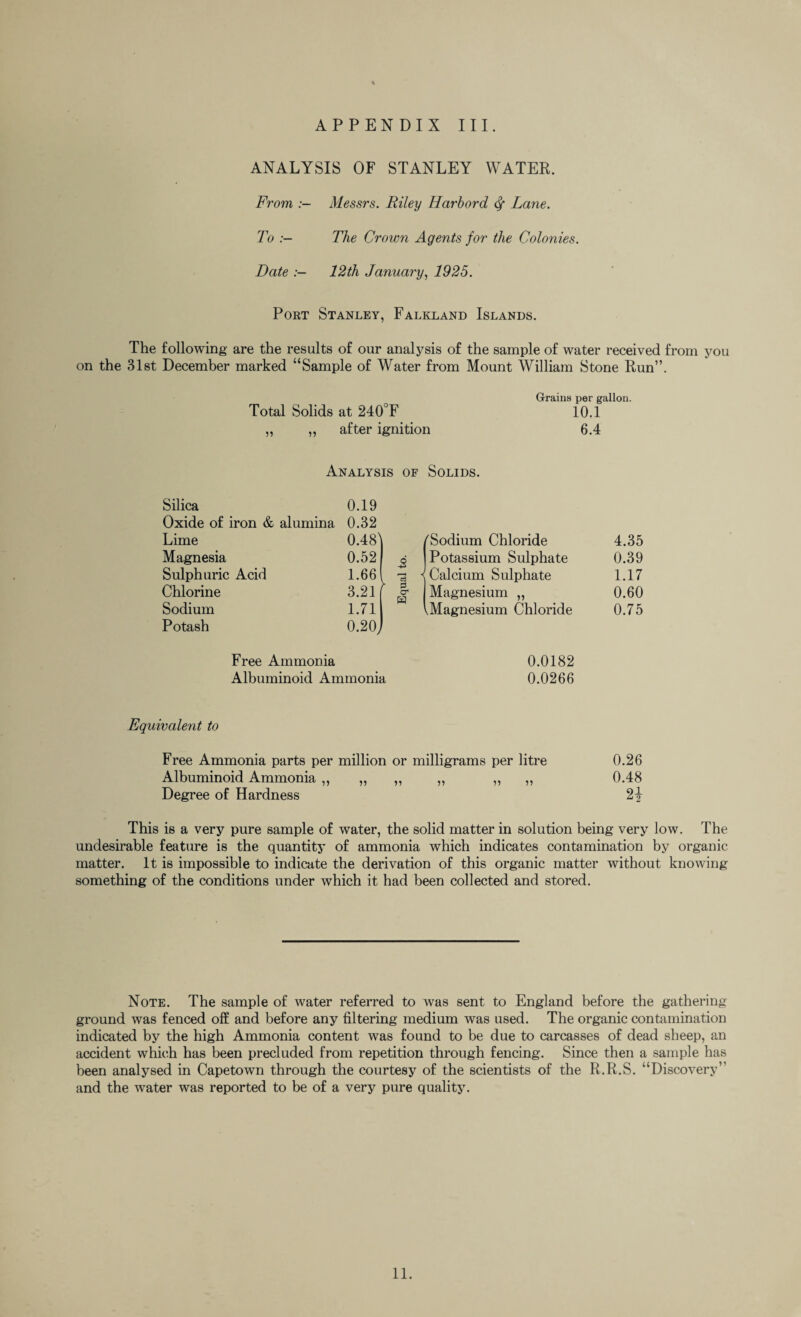 APPENDIX III.
ANALYSIS OF STANLEY WATER.
From :– Messrs. Riley Harbord & Lane.
To :– The Crown Agents for the Colonies.
Date :– 12th January, 1925.
Port Stanley, Falkland Islands.
The following are the results of our analysis of the sample of water received from you
on the 31st December marked “Sample of Water from Mount William Stone Run”.
Grains per gallon.
Total Solids at 240°F 10.1
„ „ after ignition 6.4
Analysis of Solids.
Silica 0.19
Oxide of iron & alumina 0.32
Lime 0.48 Sodium Chloride 4.35
Magnesia 0.52 Potassium Sulphate 0.39
Sulphuric Acid 1.66 Equal to. Calcium Sulphate 1.17
Chlorine 3.21 Magnesium „ 0.60
Sodium 1.71 Magnesium Chloride 0.75
Potash 0.20
Free Ammonia 0.0182
Albuminoid Ammonia 0.0266
Equivalent to
Free Ammonia parts per million or milligrams per litre 0.26
Albuminoid Ammonia „ „ „ „ „ „ 0.48
Degree of Hardness 2½
This is a very pure sample of water, the solid matter in solution being very low. The
undesirable feature is the quantity of ammonia which indicates contamination by organic
matter. It is impossible to indicate the derivation of this organic matter without knowing
something of the conditions under which it had been collected and stored.
Note. The sample of water referred to was sent to England before the gathering
ground was fenced off and before any filtering medium was used. The organic contamination
indicated by the high Ammonia content was found to be due to carcasses of dead sheep, an
accident which has been precluded from repetition through fencing. Since then a sample has
been analysed in Capetown through the courtesy of the scientists of the R.R.S. “Discovery”
and the water was reported to be of a very pure quality.
11.